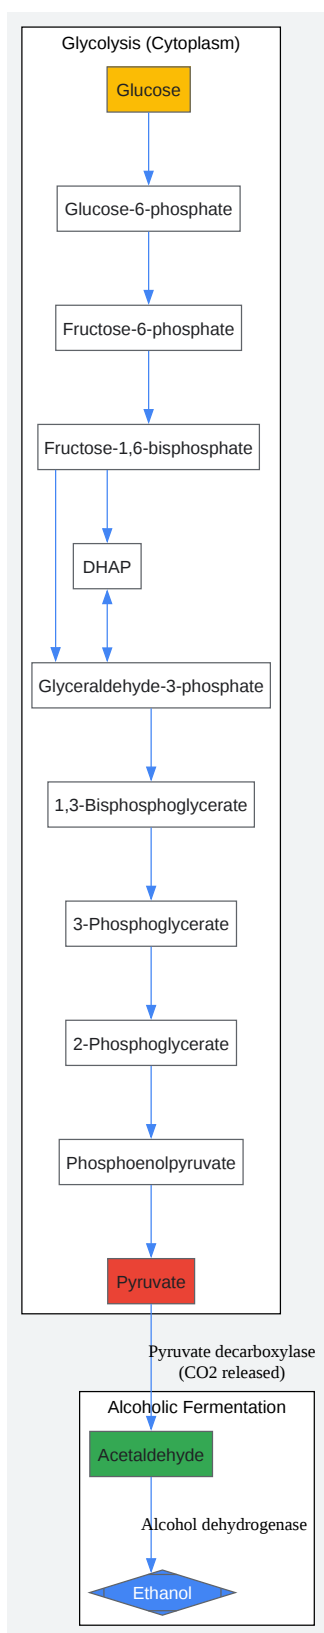 Glycolysis (Cytoplasm)
Glucose
Glucose-6-phosphate
Fructose-6-phosphate
Fructose-1,6-bisphosphate
DHAP
Glyceraldehyde-3-phosphate
1,3-Bisphosphoglycerate
3-Phosphoglycerate
2-Phosphoglycerate
Phosphoenolpyruvate
Pyruvate
Pyruvate decarboxylase
(CO2 released)
Alcoholic Fermentation
Acetaldehyde
Alcohol dehydrogenase
Ethanol